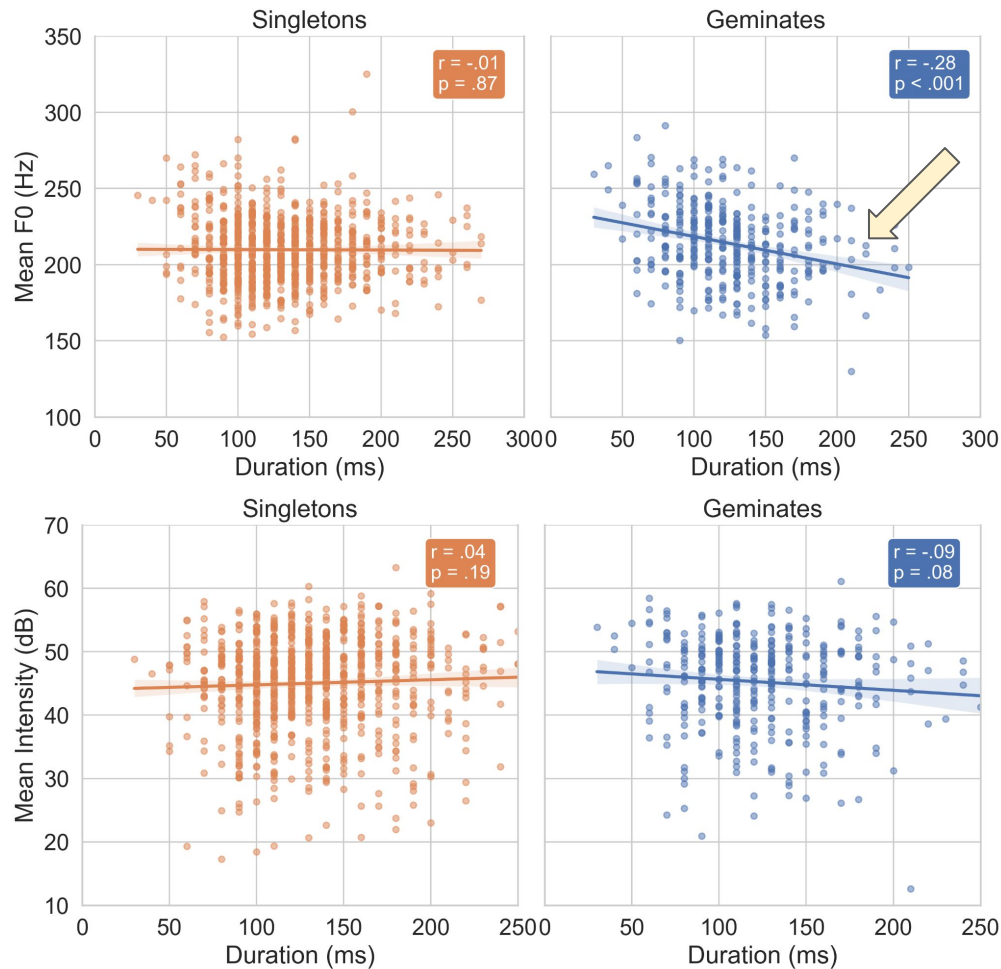 Singletons
Geminates
350
300
250
200
150
100
Mean F0 (Hz)
r = -.01
p = .87
r = -.28
p < .001
0 50 100 150 200 250 300
0 50 100 150 200 250 300
Duration (ms)
Duration (ms)
Singletons
Geminates
70
60
50
40
30
20
10
Mean Intensity (dB)
r = .04
p = .19
r = -.09
p = .08
0 50 100 150 200 250
0 50 100 150 200 250
Duration (ms)
Duration (ms)